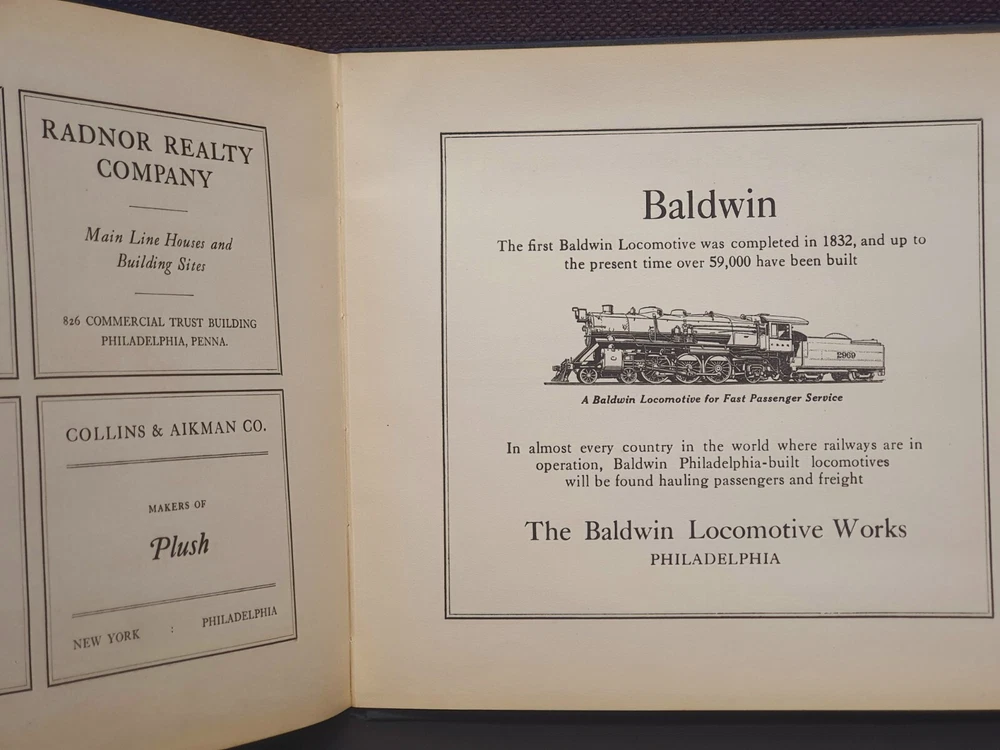 RADNOR REALTY
COMPANY
Main Line Houses and
Building Sites
826 COMMERCIAL TRUST BUILDING
PHILADELPHIA, PENNA.
COLLINS & AIKMAN CO.
MAKERS OF
Plush
NEW YORK : PHILADELPHIA
Baldwin
The first Baldwin Locomotive was completed in 1832, and up to
the present time over 59,000 have been built
2969
A Baldwin Locomotive for Fast Passenger Service
In almost every country in the world where railways are in
operation, Baldwin Philadelphia-built locomotives
will be found hauling passengers and freight
The Baldwin Locomotive Works
PHILADELPHIA